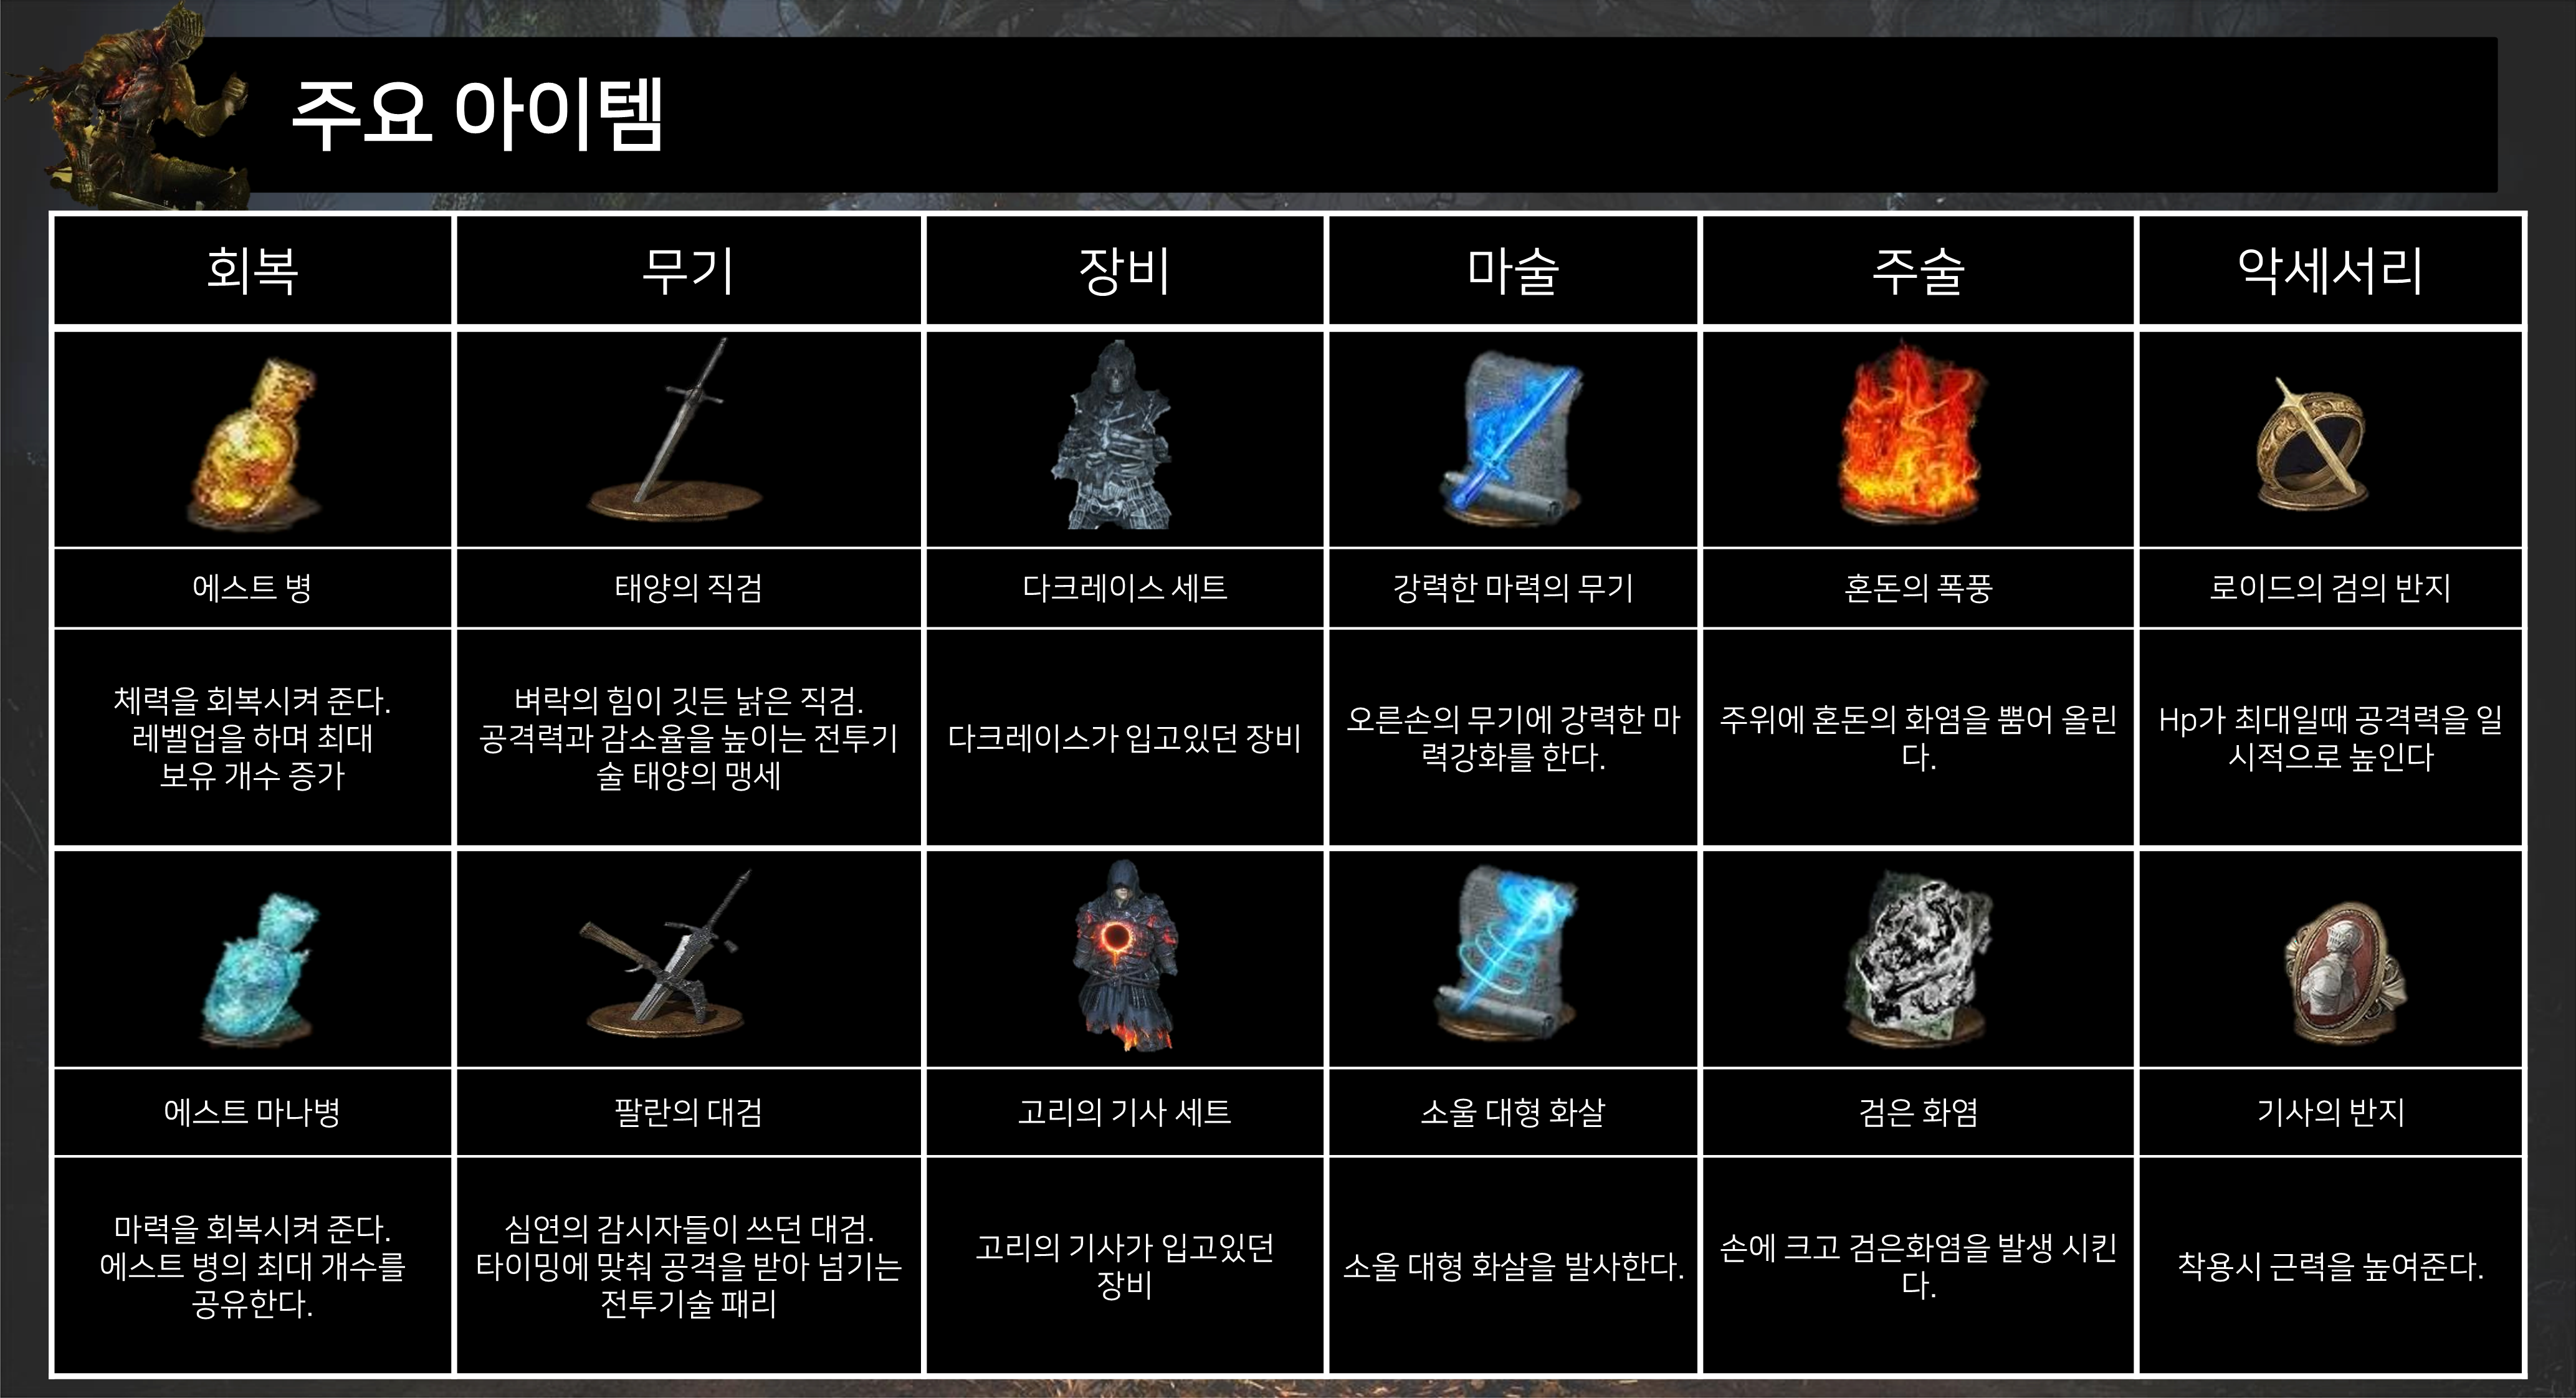 주요 아이템
회복
무기
장비
마술
주술
악세서리
에스트 병
태양의 직검
다크레이스 세트
강력한 마력의 무기
혼돈의 폭풍
로이드의 검의 반지
체력을 회복시켜 준다.
레벨업을 하며 최대
보유 개수 증가
벼락의 힘이 깃든 낡은 직검.
공격력과 감소율을 높이는 전투기
술 태양의 맹세
다크레이스가 입고있던 장비
오른손의 무기에 강력한 마
력강화를 한다.
주위에 혼돈의 화염을 뿜어 올린
다.
Hp가 최대일때 공격력을 일
시적으로 높인다
에스트 마나병
팔란의 대검
고리의 기사 세트
소울 대형 화살
검은 화염
기사의 반지
마력을 회복시켜 준다.
에스트 병의 최대 개수를
공유한다.
심연의 감시자들이 쓰던 대검.
타이밍에 맞춰 공격을 받아 넘기는
전투기술 패리
고리의 기사가 입고있던
장비
소울 대형 화살을 발사한다.
손에 크고 검은화염을 발생 시킨
다.
착용시 근력을 높여준다.